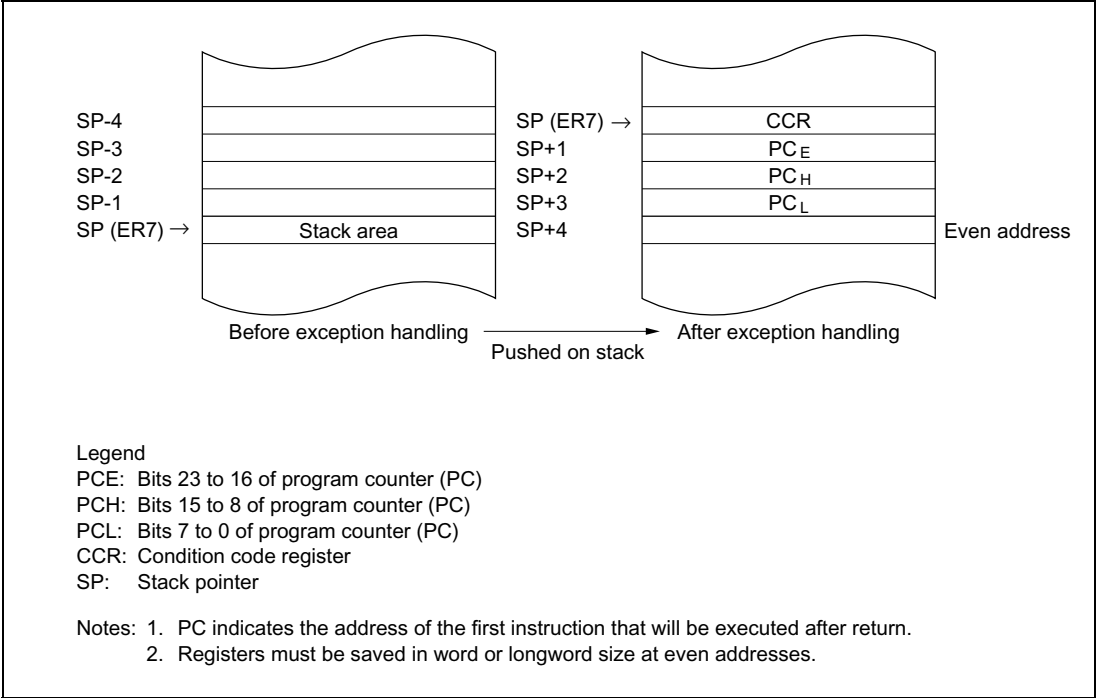 SP-4 SP (ER7) → CCR
SP-3 SP+1 PCE
SP-2 SP+2 PCH
SP-1 SP+3 PCL
SP (ER7) → Stack area SP+4 Even address
Before exception handling After exception handling
Pushed on stack
Legend
PCE: Bits 23 to 16 of program counter (PC)
PCH: Bits 15 to 8 of program counter (PC)
PCL: Bits 7 to 0 of program counter (PC)
CCR: Condition code register
SP: Stack pointer
Notes: 1. PC indicates the address of the first instruction that will be executed after return.
2. Registers must be saved in word or longword size at even addresses.